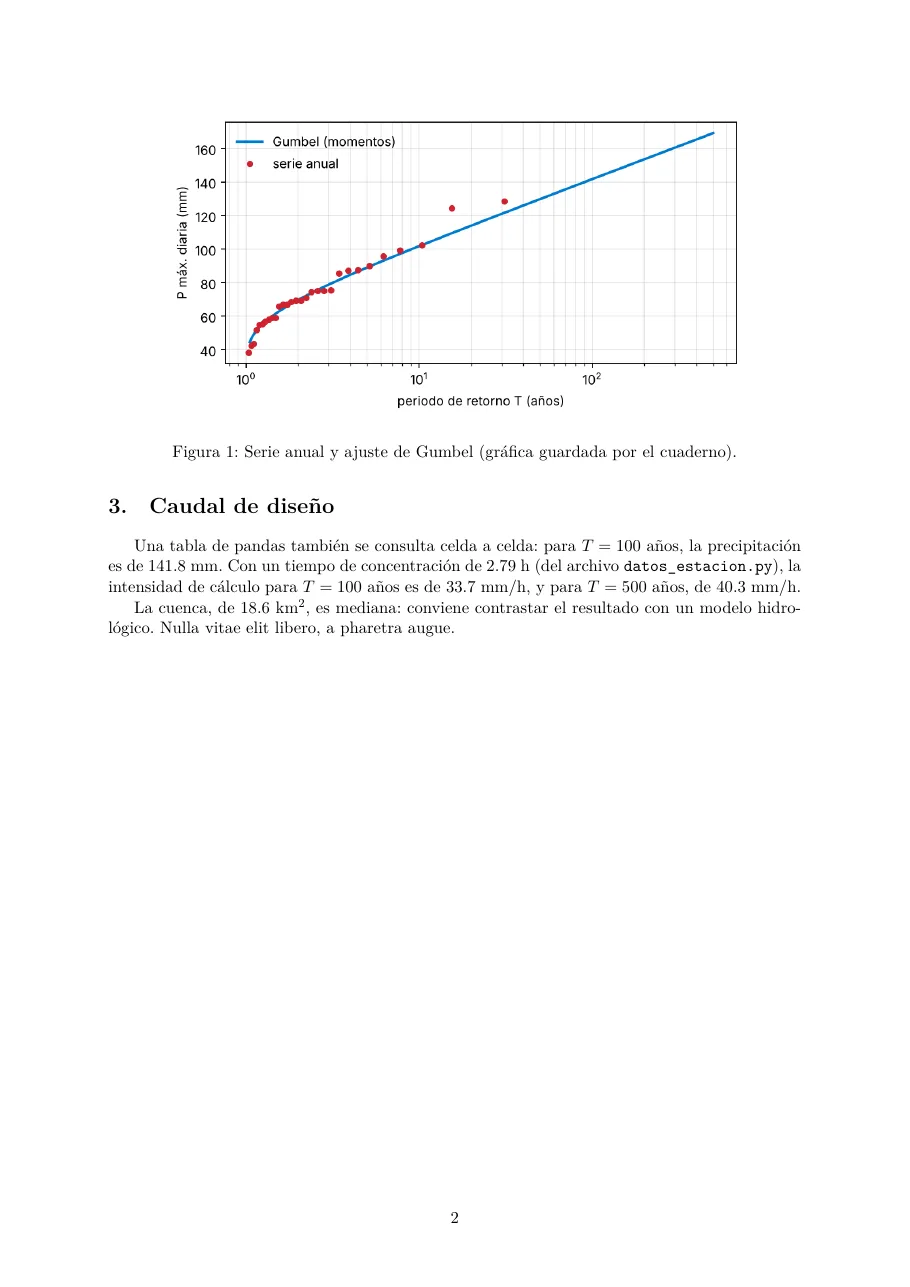 Gumbel (momentos)
serie anual
P máx. diaria (mm)
160
140
120
100
80
60
40
10⁰
10¹
10²
periodo de retorno T (años)
Figura 1: Serie anual y ajuste de Gumbel (gráfica guardada por el cuaderno).
3. Caudal de diseño
Una tabla de pandas también se consulta celda a celda: para T = 100 años, la precipitación
es de 141.8 mm. Con un tiempo de concentración de 2.79 h (del archivo datos_estacion.py), la
intensidad de cálculo para T = 100 años es de 33.7 mm/h, y para T = 500 años, de 40.3 mm/h.
La cuenca, de 18.6 km², es mediana: conviene contrastar el resultado con un modelo hidro-
lógico. Nulla vitae elit libero, a pharetra augue.
2